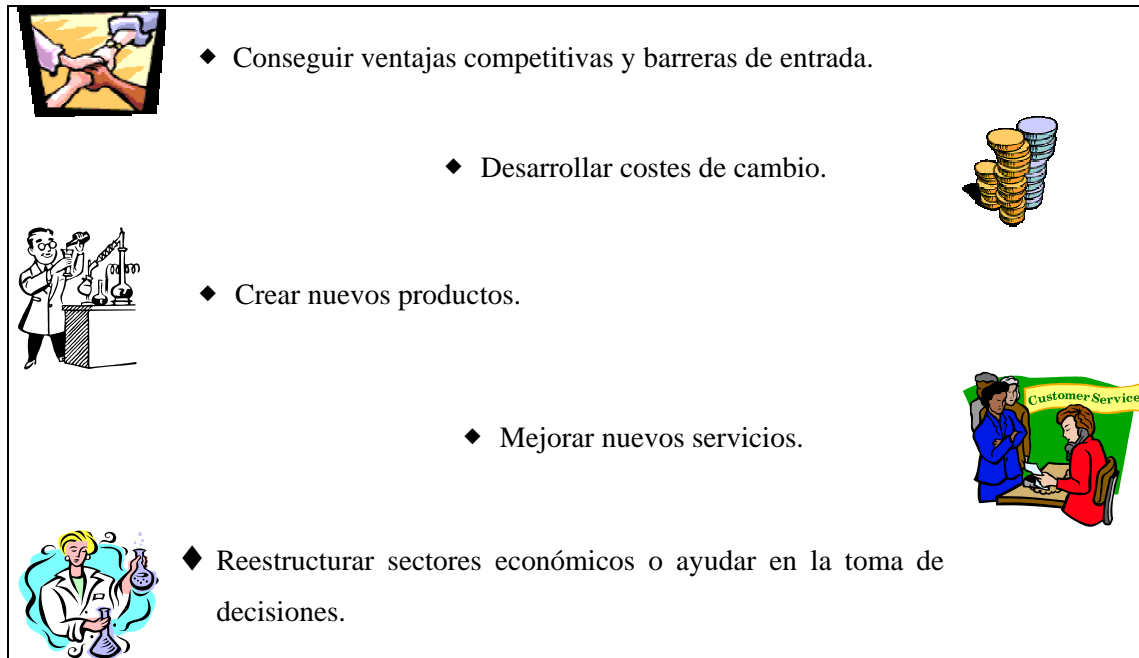 ◆ Conseguir ventajas competitivas y barreras de entrada.
◆ Desarrollar costes de cambio.
◆ Crear nuevos productos.
Customer Service
◆ Mejorar nuevos servicios.
◆ Reestructurar sectores económicos o ayudar en la toma de
decisiones.